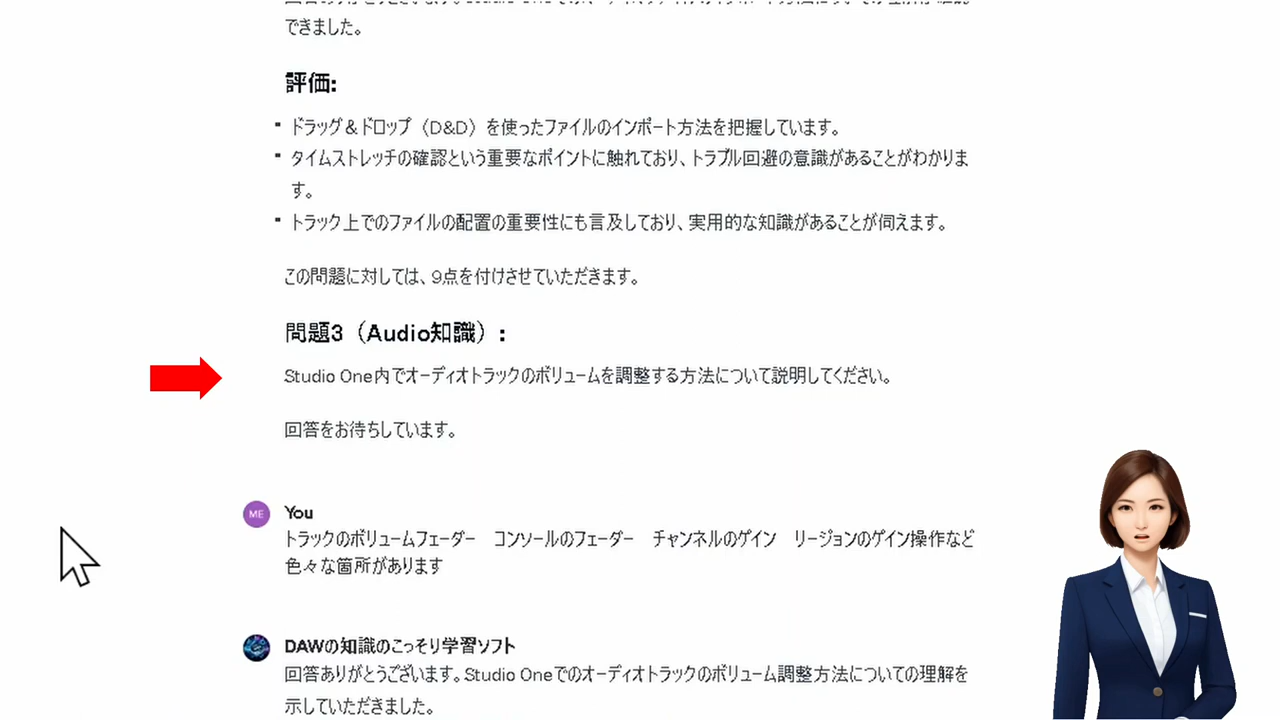 できました。
評価:
▪ ドラッグ＆ドロップ（D&D）を使ったファイルのインポート方法を把握しています。
▪ タイムストレッチの確認という重要なポイントに触れており、トラブル回避の意識があることがわかりま
す。
▪ トラック上でのファイルの配置の重要性にも言及しており、実用的な知識があることが伺えます。
この問題に対しては、9点を付けさせていただきます。
問題3（Audio知識）:
Studio One内でオーディオトラックのボリュームを調整する方法について説明してください。
回答をお待ちしています。
ME You
トラックのボリュームフェーダー　コンソールのフェーダー　チャンネルのゲイン　リージョンのゲイン操作など
色々な箇所があります
DAWの知識のこっそり学習ソフト
回答ありがとうございます。Studio Oneでのオーディオトラックのボリューム調整方法についての理解を
示していただきました。